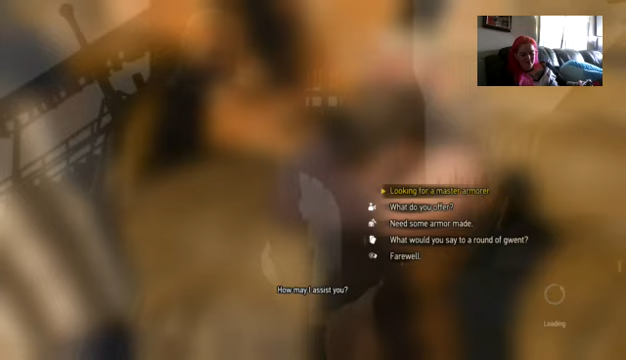 Looking for a master armorer
What do you offer?
Need some armor made.
What would you say to a round of gwent?
Farewell.
How may I assist you?
Loading